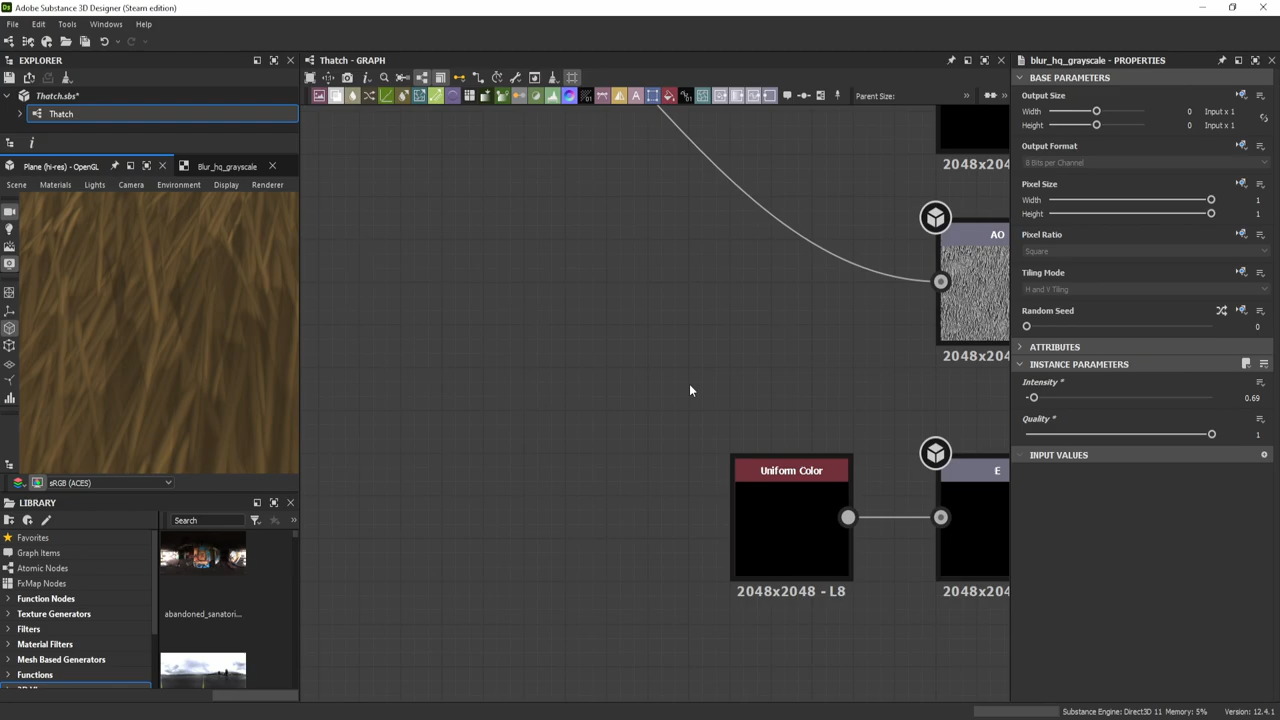 Adobe Substance 3D Designer (Steam edition)
File Edit Tools Windows Help
EXPLORER
Thatch.sbs*
Thatch
Plane (hi-res) - OpenGL
Blur_hq_grayscale
Scene Materials Lights Camera Environment Display Renderer
sRGB (ACES)
LIBRARY
Search
Favorites
Graph Items
Atomic Nodes
FxMap Nodes
Function Nodes
Texture Generators
Filters
Material Filters
Mesh Based Generators
Functions
abandoned_sanatori...
Thatch - GRAPH
Parent Size:
2048x204
AO
2048x204
Uniform Color
2048x2048 - L8
E
2048x204
blur_hq_grayscale - PROPERTIES
BASE PARAMETERS
Output Size
Width 0 Input x 1
Height 0 Input x 1
Output Format
8 Bits per Channel
Pixel Size
Width 1
Height 1
Pixel Ratio
Square
Tiling Mode
H and V Tiling
Random Seed
0
ATTRIBUTES
INSTANCE PARAMETERS
Intensity *
0.69
Quality *
1
INPUT VALUES
Substance Engine: Direct3D 11 Memory: 5% Version: 12.4.1